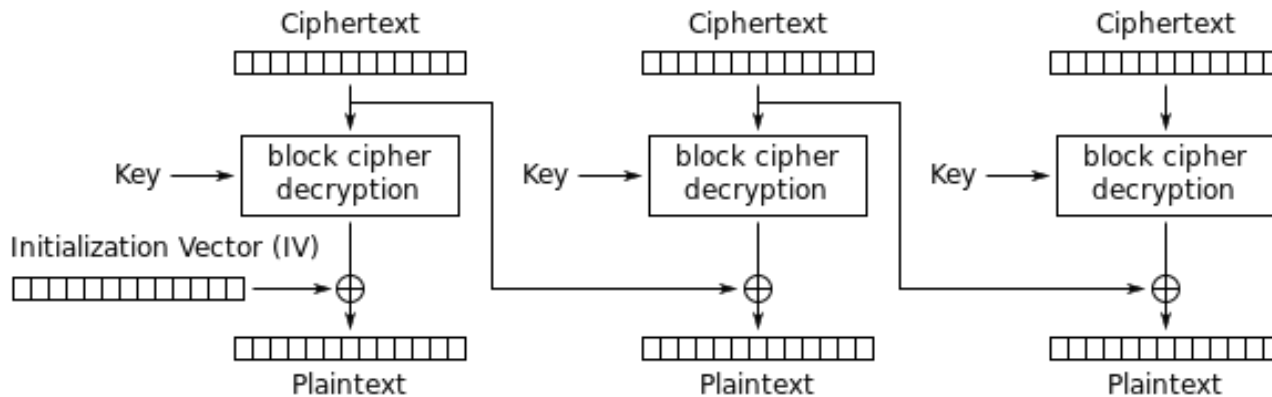 Ciphertext
Ciphertext
Ciphertext
Key
block cipher
decryption
Key
block cipher
decryption
Key
block cipher
decryption
Initialization Vector (IV)
Plaintext
Plaintext
Plaintext